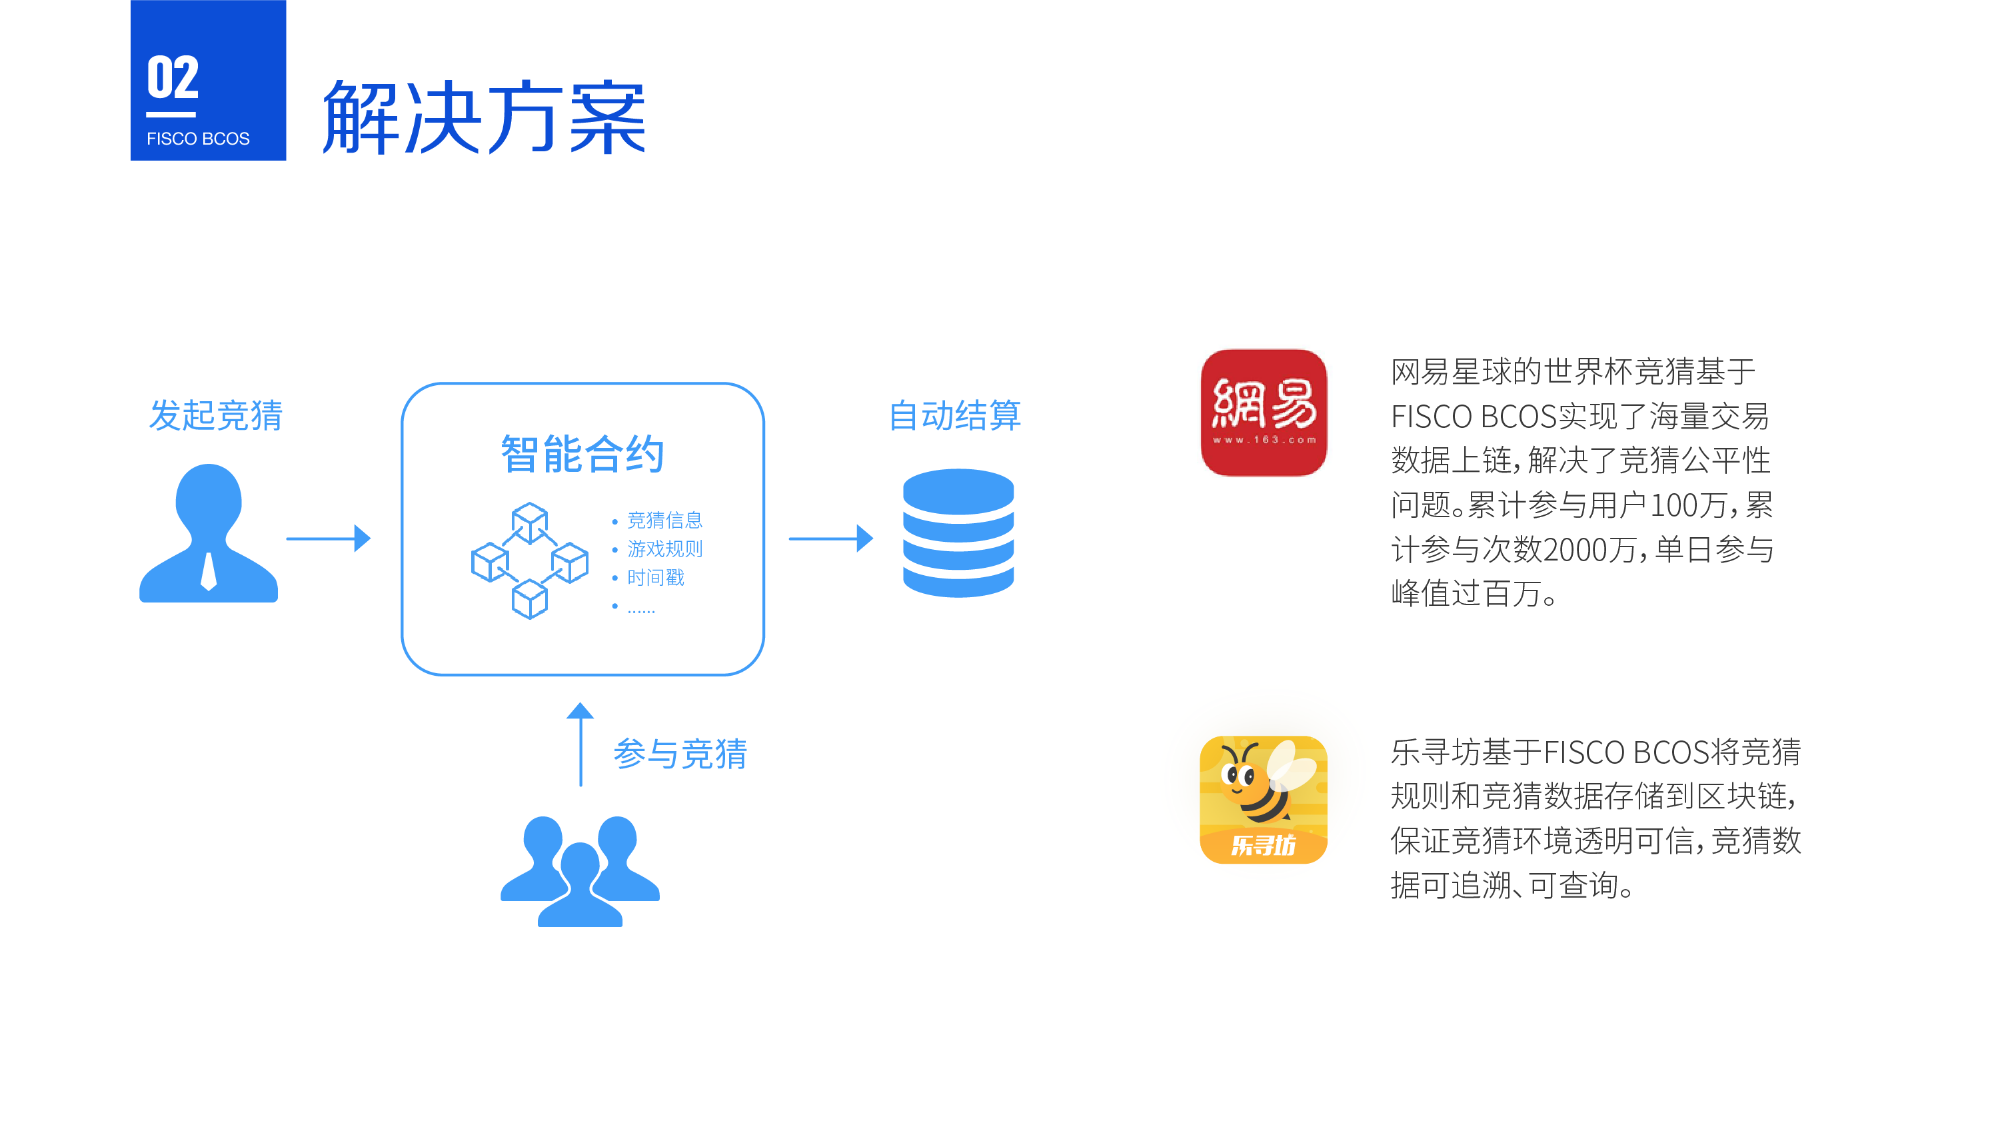 02
FISCO BCOS
解决方案
发起竞猜
智能合约
• 竞猜信息
• 游戏规则
• 时间戳
• ......
自动结算
参与竞猜
網易
www.163.com
网易星球的世界杯竞猜基于
FISCO BCOS实现了海量交易
数据上链，解决了竞猜公平性
问题。累计参与用户100万，累
计参与次数2000万，单日参与
峰值过百万。
乐寻坊
乐寻坊基于FISCO BCOS将竞猜
规则和竞猜数据存储到区块链，
保证竞猜环境透明可信，竞猜数
据可追溯、可查询。